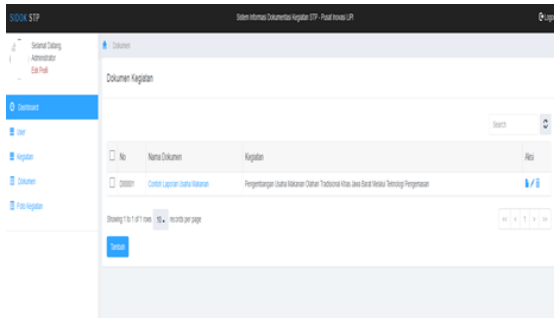 SIDOK STP
Sistem Informasi Dokumentasi Kegiatan STP - Pusat Inovasi LIPI
Logo
Selamat Datang,
Administrator
Edit Profil
Dokumen
Dokumen Kegiatan
Dashboard
User
Kegiatan
Dokumen
Foto Kegiatan
Search
No Nama Dokumen Kegiatan Aksi
D00001 Contoh Laporan Usaha Makanan Pengembangan Usaha Makanan Olahan Tradisional Khas Jawa Barat Melalui Teknologi Pengemasan
Showing 1 to 1 of 1 rows 10 records per page
<< < 1 > >>
Tambah